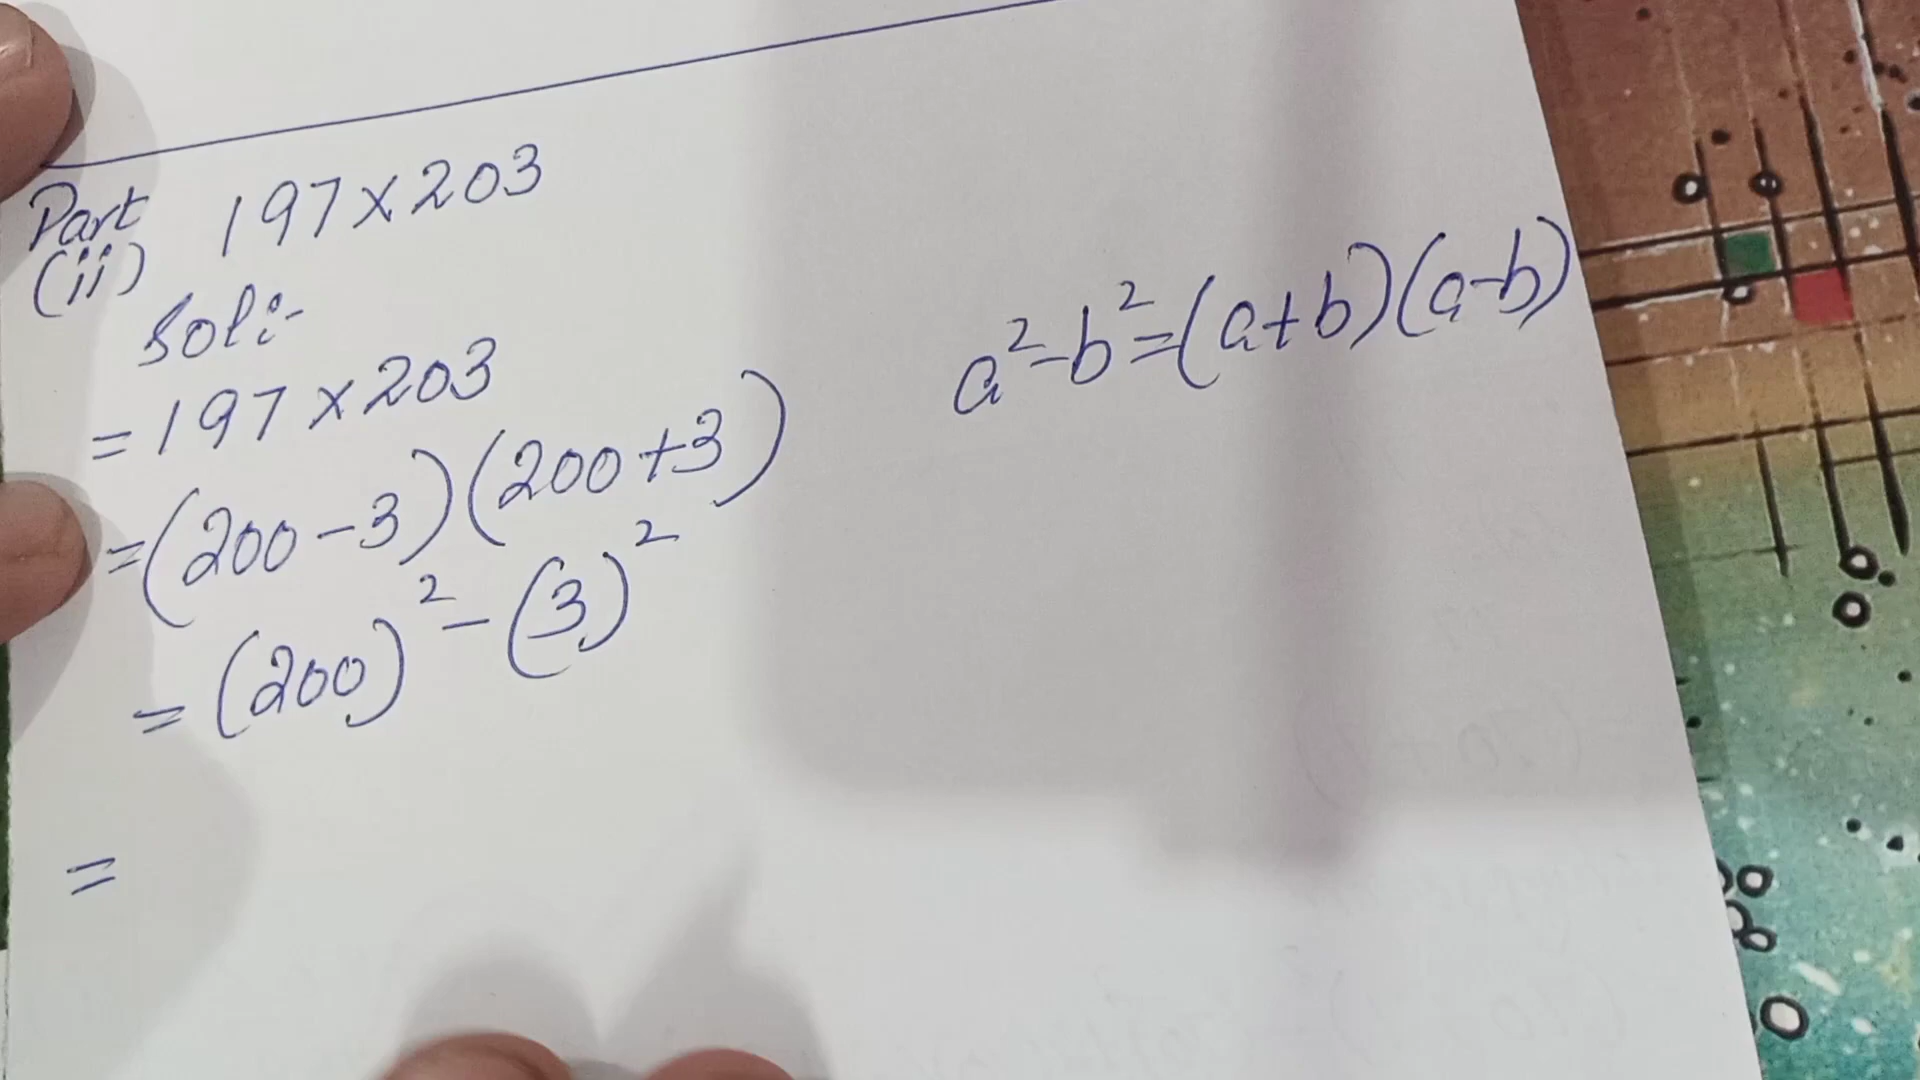 Part (ii) 197×203
Sol:-
= 197 × 203
a²-b²=(a+b)(a-b)
=(200-3)(200+3)
= (200)² - (3)²
=